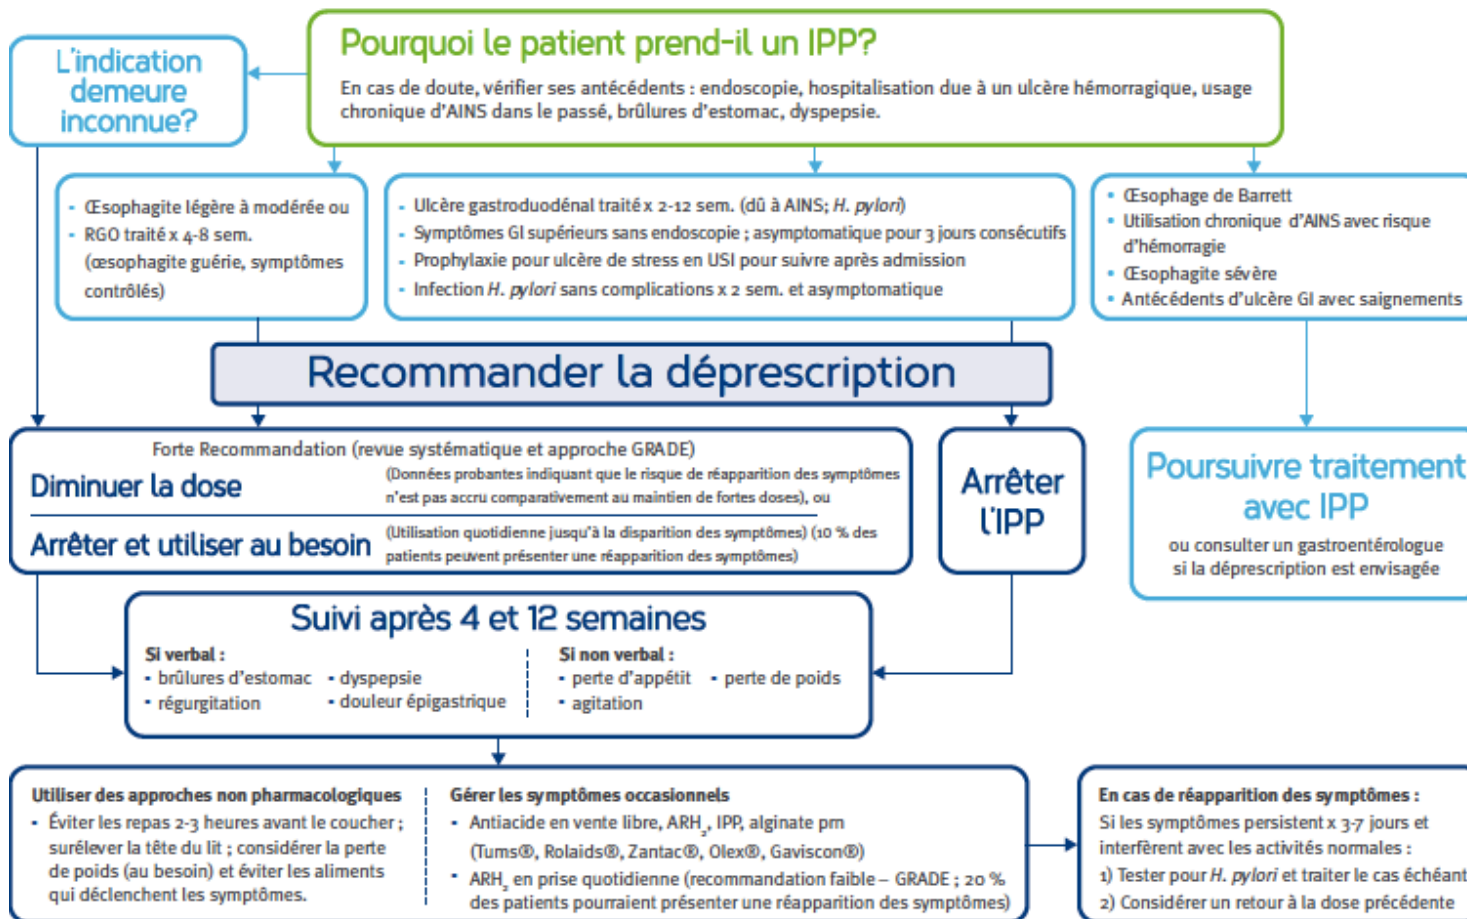 Pourquoi le patient prend-il un IPP?
En cas de doute, vérifier ses antécédents : endoscopie, hospitalisation due à un ulcère hémorragique, usage
chronique d'AINS dans le passé, brûlures d'estomac, dyspepsie.
L'indication
demeure
inconnue?
• Œsophagite légère à modérée ou
• RGO traité x 4-8 sem.
(œsophagite guérie, symptômes
contrôlés)
• Ulcère gastroduodénal traité x 2-12 sem. (dû à AINS; H. pylori)
• Symptômes GI supérieurs sans endoscopie ; asymptomatique pour 3 jours consécutifs
• Prophylaxie pour ulcère de stress en USI pour suivre après admission
• Infection H. pylori sans complications x 2 sem. et asymptomatique
• Œsophage de Barrett
• Utilisation chronique d'AINS avec risque
d'hémorragie
• Œsophagite sévère
• Antécédents d'ulcère GI avec saignements
Recommander la déprescription
Forte Recommandation (revue systématique et approche GRADE)
Diminuer la dose
(Données probantes indiquant que le risque de réapparition des symptômes
n'est pas accru comparativement au maintien de fortes doses), ou
Arrêter et utiliser au besoin
(Utilisation quotidienne jusqu'à la disparition des symptômes) (10 % des
patients peuvent présenter une réapparition des symptômes)
Arrêter
l'IPP
Poursuivre traitement
avec IPP
ou consulter un gastroentérologue
si la déprescription est envisagée
Suivi après 4 et 12 semaines
Si verbal :
• brûlures d'estomac • dyspepsie
• régurgitation • douleur épigastrique
Si non verbal :
• perte d'appétit • perte de poids
• agitation
Utiliser des approches non pharmacologiques
• Éviter les repas 2-3 heures avant le coucher ;
surélever la tête du lit ; considérer la perte
de poids (au besoin) et éviter les aliments
qui déclenchent les symptômes.
Gérer les symptômes occasionnels
• Antiacide en vente libre, ARH₂, IPP, alginate prn
(Tums®, Rolaids®, Zantac®, Olex®, Gaviscon®)
• ARH₂ en prise quotidienne (recommandation faible – GRADE ; 20 %
des patients pourraient présenter une réapparition des symptômes)
En cas de réapparition des symptômes :
Si les symptômes persistent x 3-7 jours et
interfèrent avec les activités normales :
1) Tester pour H. pylori et traiter le cas échéant
2) Considérer un retour à la dose précédente